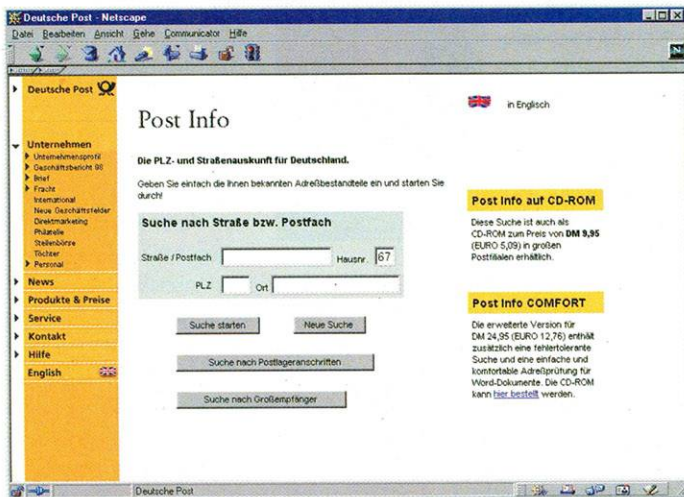 Deutsche Post - Netscape
Datei Bearbeiten Ansicht Gehe Communicator Hilfe
Deutsche Post
Unternehmen
Unternehmensprofil
Geschäftsbericht 98
Brief
Fracht
International
Neue Geschäftsfelder
Direktmarketing
Philatelie
Stellenbörse
Töchter
Personal
News
Produkte & Preise
Service
Kontakt
Hilfe
English
Post Info
Die PLZ- und Straßenauskunft für Deutschland.
Geben Sie einfach die Ihnen bekannten Adreßbestandteile ein und starten Sie
durch!
Suche nach Straße bzw. Postfach
Straße / Postfach Hausnr. 67
PLZ Ort
Suche starten Neue Suche
Suche nach Postlageranschriften
Suche nach Großempfänger
in Englisch
Post Info auf CD-ROM
Diese Suche ist auch als
CD-ROM zum Preis von DM 9,95
(EURO 5,09) in großen
Postfilialen erhältlich.
Post Info COMFORT
Die erweiterte Version für
DM 24,95 (EURO 12,76) enthält
zusätzlich eine fehlertolerante
Suche und eine einfache und
komfortable Adreßprüfung für
Word-Dokumente. Die CD-ROM
kann hier bestellt werden.
Deutsche Post